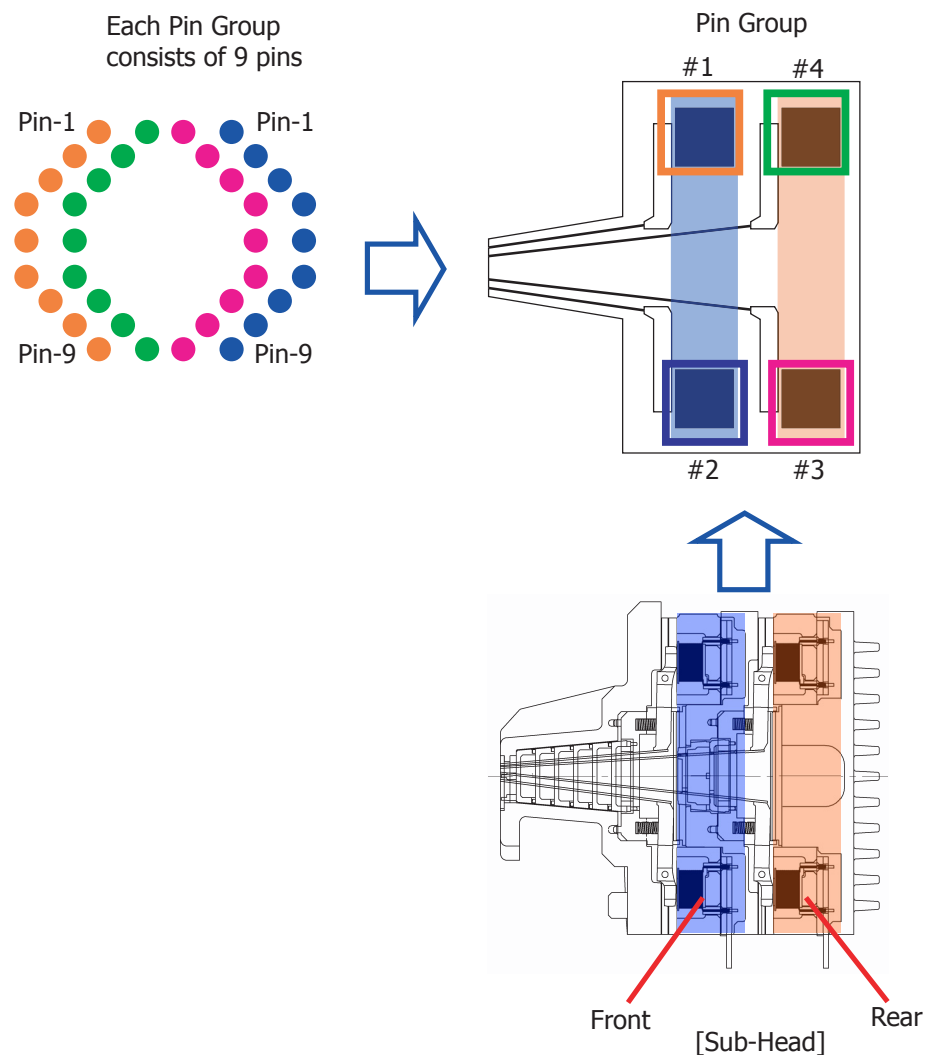 Each Pin Group
consists of 9 pins
Pin Group
#1
#4
Pin-1
Pin-1
Pin-9
Pin-9
#2
#3
Front
Rear
[Sub-Head]